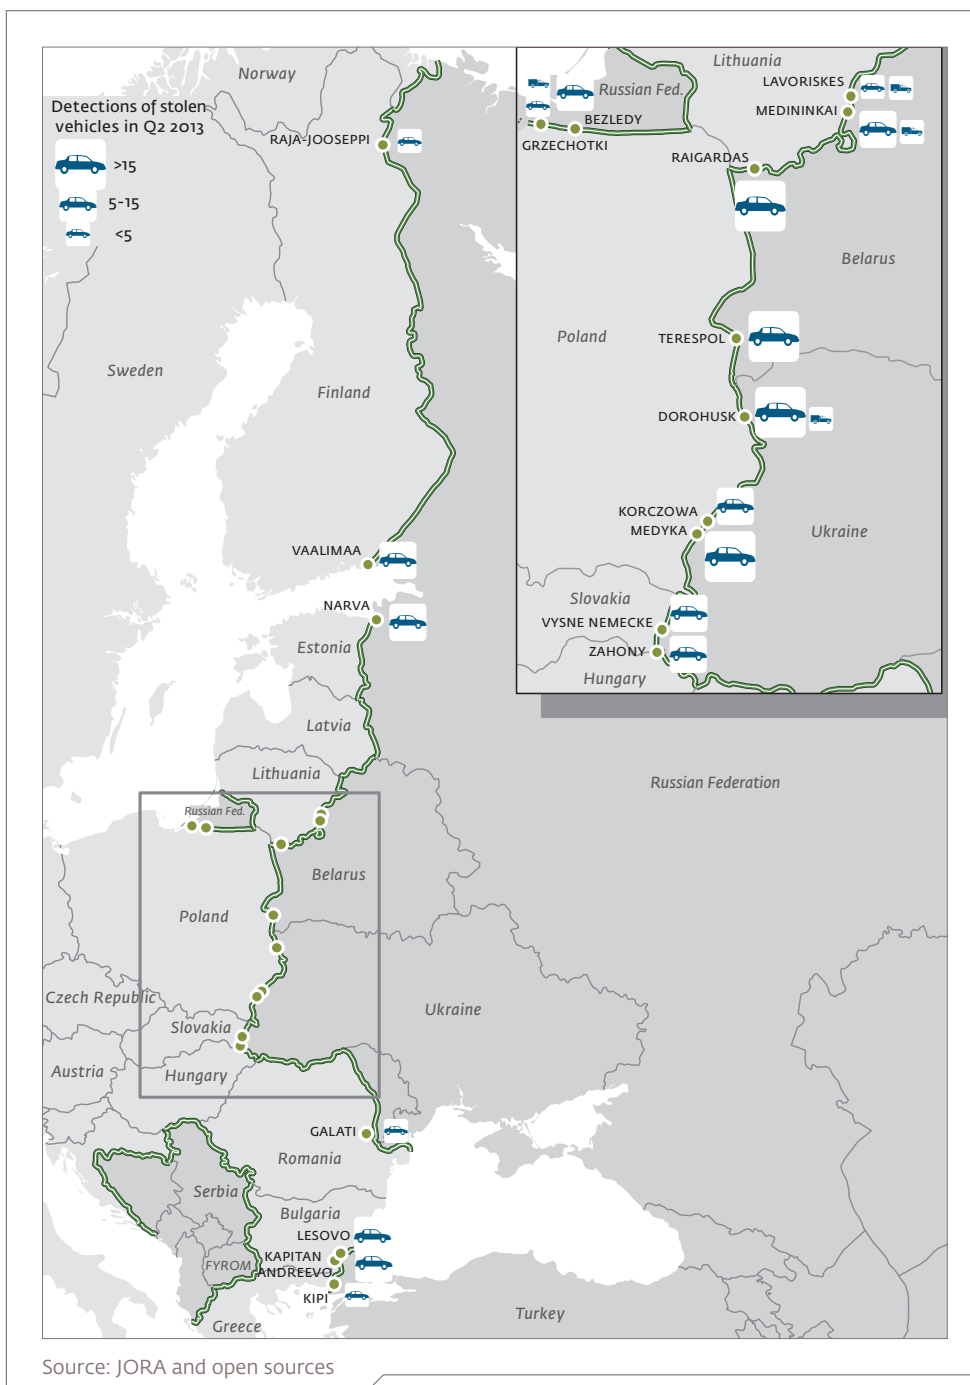 Detections of stolen
vehicles in Q2 2013
>15
5-15
<5
Norway
RAJA-JOOSEPPI
Sweden
Finland
VAALIMAA
NARVA
Estonia
Latvia
Lithuania
Russian Fed.
Belarus
Poland
Czech Republic
Slovakia
Ukraine
Austria
Hungary
GALATI
Romania
Serbia
Bulgaria
LESOVO
KAPITAN
ANDREEVO
FYROM
KIPI
Greece
Turkey
Russian Federation
Lithuania
LAVORISKES
Russian Fed.
MEDININKAI
BEZLEDY
GRZECHOTKI
RAIGARDAS
Belarus
Poland
TERESPOL
DOROHUSK
KORCZOWA
MEDYKA
Ukraine
Slovakia
VYSNE NEMECKE
ZAHONY
Hungary
Source: JORA and open sources